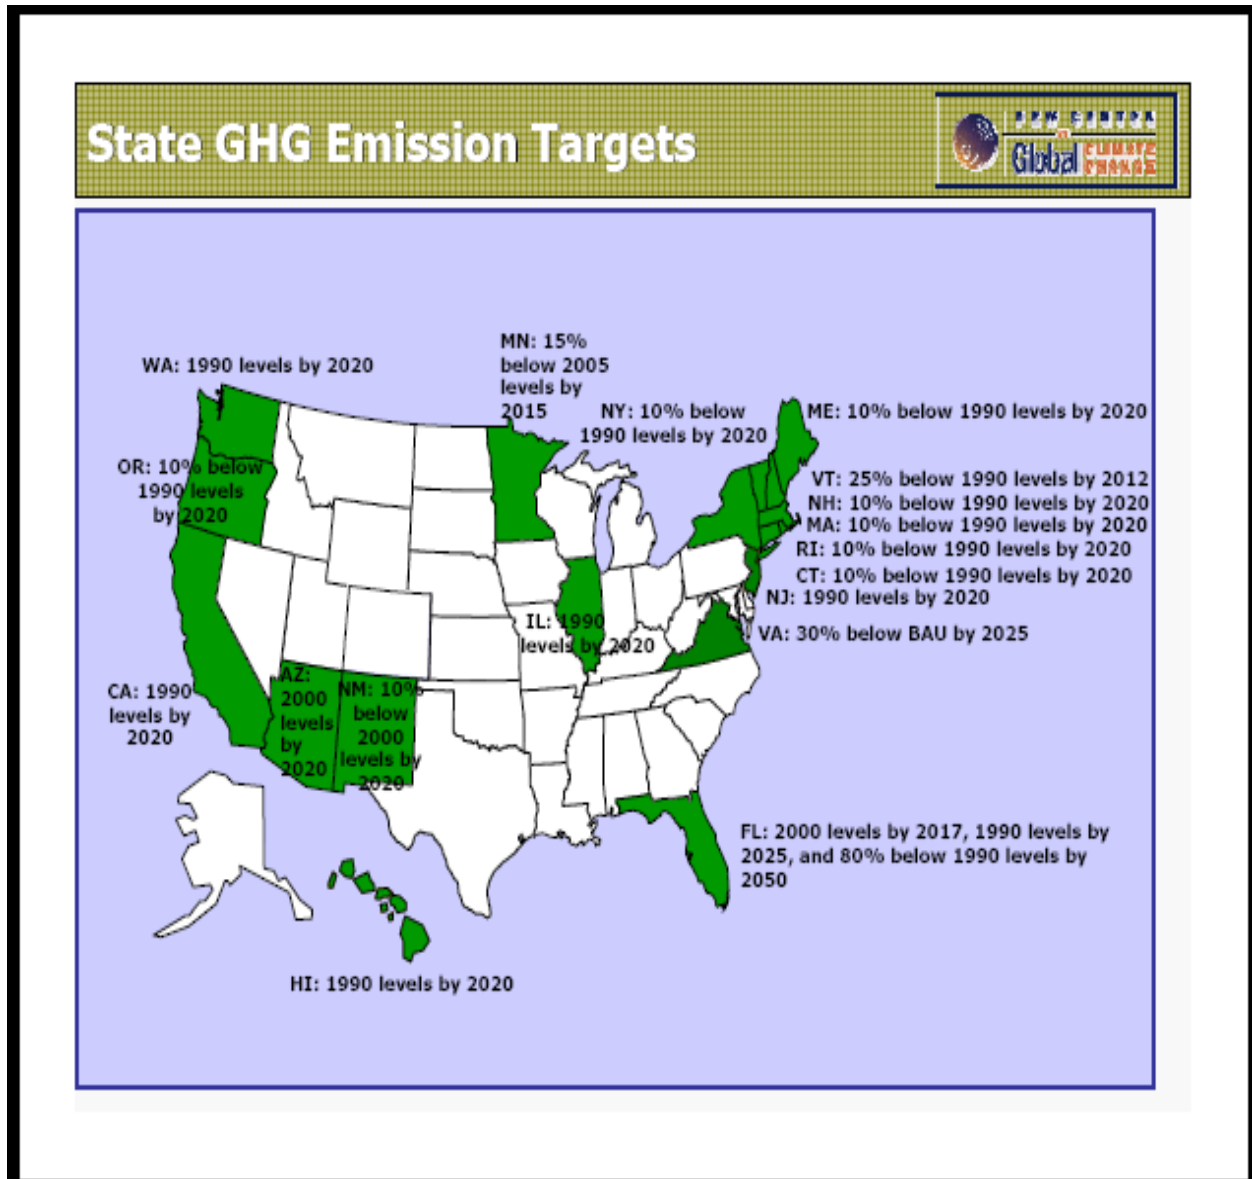 State GHG Emission Targets
PEW CENTER
on
Global CLIMATE
CHANGE
WA: 1990 levels by 2020
MN: 15%
below 2005
levels by
2015
NY: 10% below
1990 levels by 2020
ME: 10% below 1990 levels by 2020
OR: 10% below
1990 levels
by 2020
VT: 25% below 1990 levels by 2012
NH: 10% below 1990 levels by 2020
MA: 10% below 1990 levels by 2020
RI: 10% below 1990 levels by 2020
CT: 10% below 1990 levels by 2020
NJ: 1990 levels by 2020
IL: 1990
levels by 2020
VA: 30% below BAU by 2025
CA: 1990
levels by
2020
AZ:
2000
levels
by
2020
NM: 10%
below
2000
levels by
2020
FL: 2000 levels by 2017, 1990 levels by
2025, and 80% below 1990 levels by
2050
HI: 1990 levels by 2020